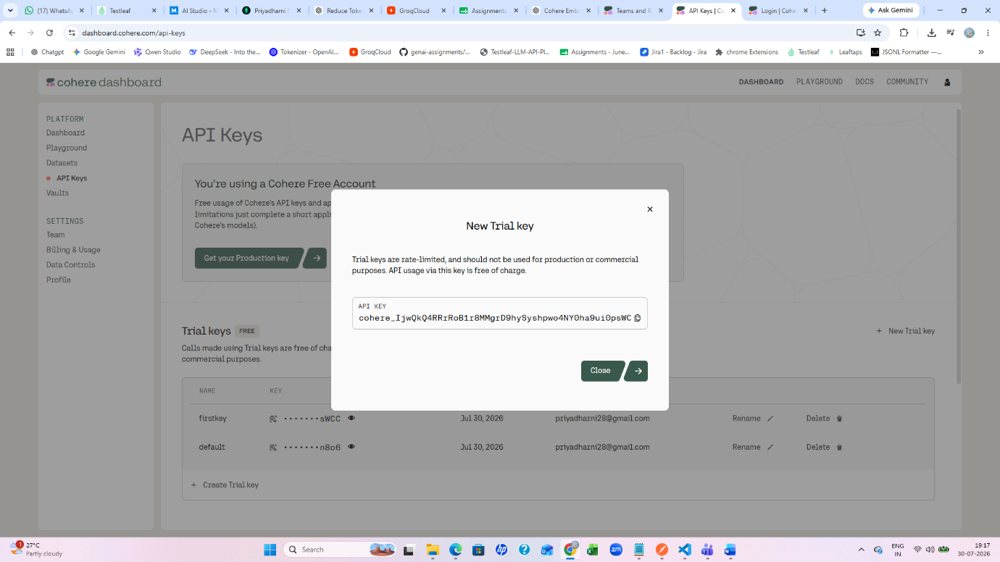 WhatsA
Testleaf
AI Studio - M
Priyadharni D
Reduce Toke
GroqCloud
Assignments
Cohere Emb
Teams and R
API Keys | Co
Login | Cohe
Ask Gemini
dashboard.cohere.com/api-keys
Chatgpt
Google Gemini
Qwen Studio
DeepSeek - Into the...
Tokenizer - OpenAI...
GroqCloud
genai-assignments/...
Testleaf-LLM-API-Pl...
Assignments - June...
Jira1 - Backlog - Jira
chrome Extensions
Testleaf
Leaftaps
JSONL Formatter —...
cohere dashboard
DASHBOARD
PLAYGROUND
DOCS
COMMUNITY
PLATFORM
Dashboard
Playground
Datasets
API Keys
Vaults
SETTINGS
Team
Billing & Usage
Data Controls
Profile
API Keys
You're using a Cohere Free Account
Free usage of Cohere's API keys and ap
limitations just complete a short appli
Cohere's models).
Get your Production key
New Trial key
Trial keys are rate-limited, and should not be used for production or commercial
purposes. API usage via this key is free of charge.
API KEY
cohere_IjwQkQ4RRrRoB1r8MMgrD9hySyshpwo4NY0ha9ui0psWC
Close
Trial keys FREE
+ New Trial key
Calls made using Trial keys are free of cha
commercial purposes.
NAME KEY
firstkey •••••••sWCC Jul 30, 2026 priyadharni28@gmail.com Rename Delete
default •••••••n8o6 Jul 30, 2026 priyadharni28@gmail.com Rename Delete
+ Create Trial key
1
27°C
Partly cloudy
Search
ENG
IN
19:17
30-07-2026